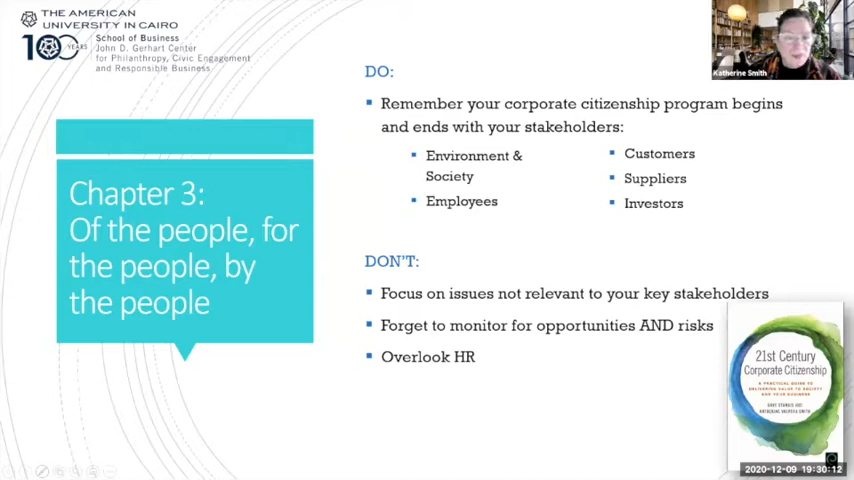 THE AMERICAN
UNIVERSITY IN CAIRO
100 YEARS
School of Business
John D. Gerhart Center
for Philanthropy, Civic Engagement
and Responsible Business
Katherine Smith
Chapter 3:
Of the people, for
the people, by
the people
DO:
Remember your corporate citizenship program begins
and ends with your stakeholders:
Environment &
Society
Employees
Customers
Suppliers
Investors
DON'T:
Focus on issues not relevant to your key stakeholders
Forget to monitor for opportunities AND risks
Overlook HR
21st Century
Corporate Citizenship
A PRACTICAL GUIDE TO
DELIVERING VALUE TO SOCIETY
AND YOUR BUSINESS
KATHERINE VALVODA SMITH
2020-12-09 19:30:12